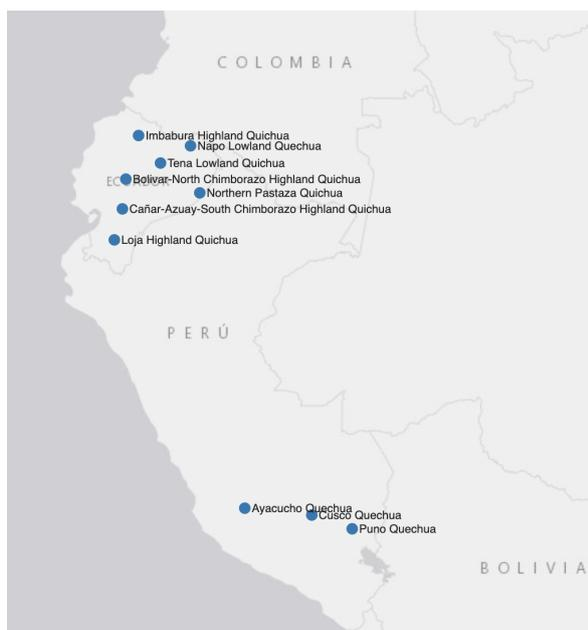 COLOMBIA
Imbabura Highland Quichua
Napo Lowland Quechua
Tena Lowland Quichua
Bolivar-North Chimborazo Highland Quichua
ECUADOR
Northern Pastaza Quichua
Cañar-Azuay-South Chimborazo Highland Quichua
Loja Highland Quichua
PERÚ
Ayacucho Quechua
Cusco Quechua
Puno Quechua
BOLIVIA